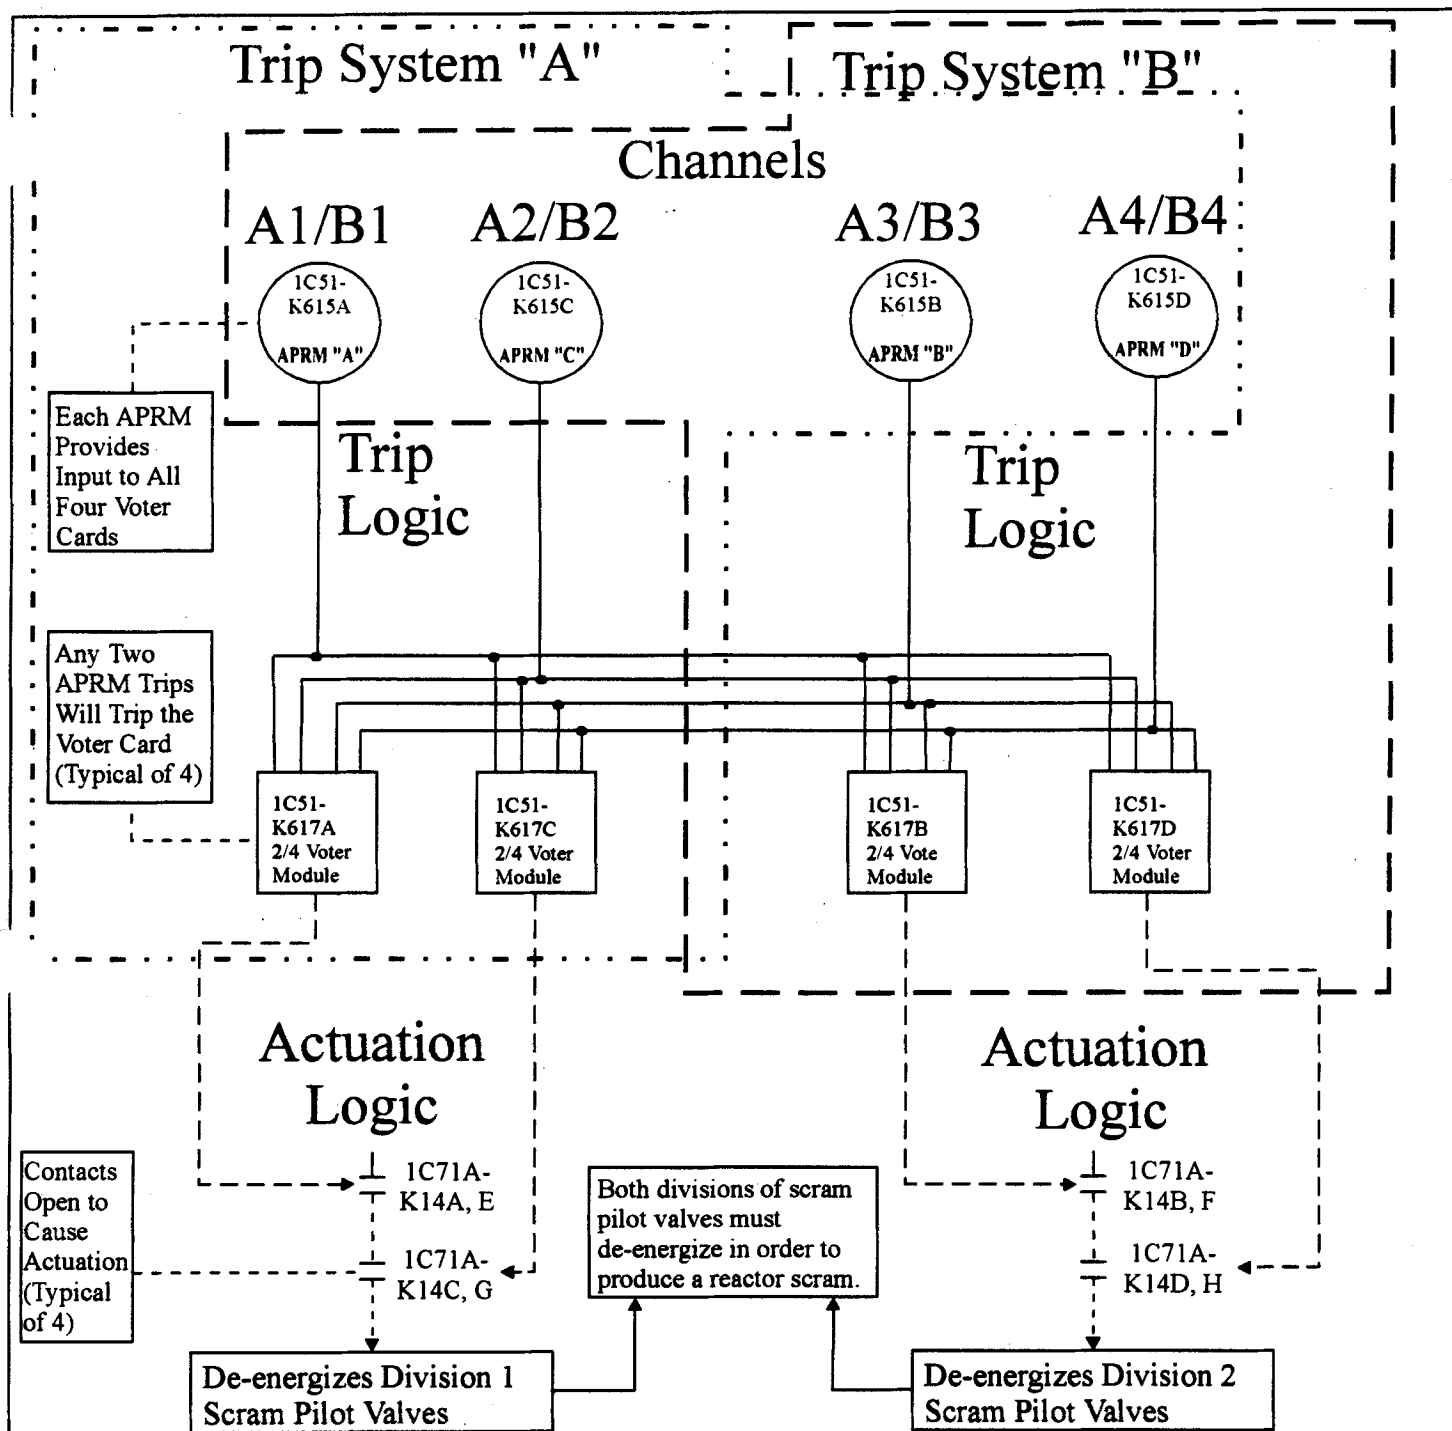 Trip System "A"
Trip System "B"
Channels
A1/B1
A2/B2
A3/B3
A4/B4
1C51-
K615A
APRM "A"
1C51-
K615C
APRM "C"
1C51-
K615B
APRM "B"
1C51-
K615D
APRM "D"
Each APRM
Provides
Input to All
Four Voter
Cards
Trip
Logic
Trip
Logic
Any Two
APRM Trips
Will Trip the
Voter Card
(Typical of 4)
1C51-
K617A
2/4 Voter
Module
1C51-
K617C
2/4 Voter
Module
1C51-
K617B
2/4 Vote
Module
1C51-
K617D
2/4 Voter
Module
Actuation
Logic
Actuation
Logic
Contacts
Open to
Cause
Actuation
(Typical
of 4)
1C71A-
K14A, E
1C71A-
K14C, G
Both divisions of scram
pilot valves must
de-energize in order to
produce a reactor scram.
1C71A-
K14B, F
1C71A-
K14D, H
De-energizes Division 1
Scram Pilot Valves
De-energizes Division 2
Scram Pilot Valves